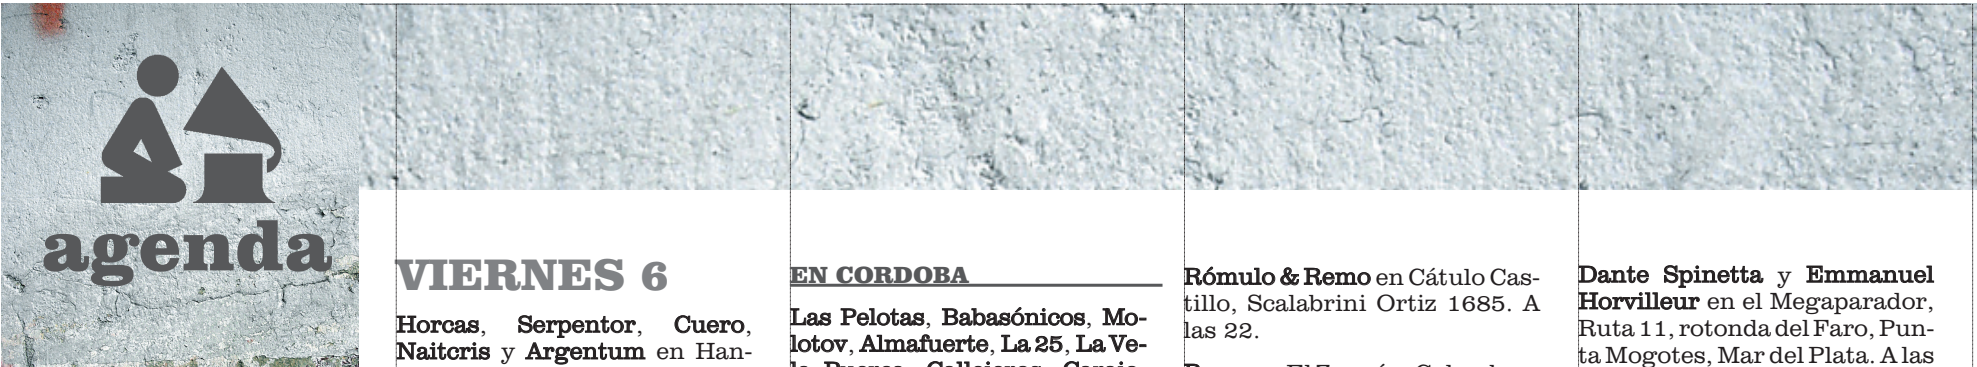 agenda
VIERNES 6
Horcas, Serpentor, Cuero,
Naitcris y Argentum en Han-
EN CORDOBA
Las Pelotas, Babasónicos, Mo-
lotov, Almafuerte, La 25, La Ve-
Rómulo & Remo en Cátulo Cas-
tillo, Scalabrini Ortiz 1685. A
las 22.
Dante Spinetta y Emmanuel
Horvilleur en el Megaparador,
Ruta 11, rotonda del Faro, Pun-
ta Mogotes, Mar del Plata. A las